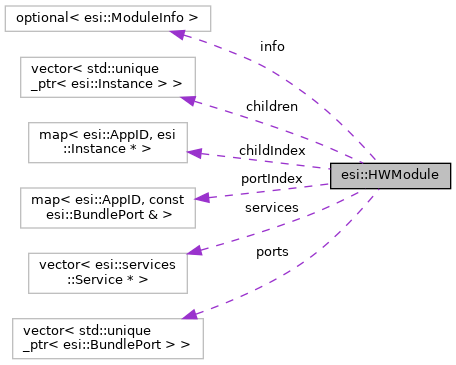 optional< esi::ModuleInfo >
info
vector< std::unique
_ptr< esi::Instance > >
children
map< esi::AppID, esi
::Instance * >
childIndex
esi::HWModule
portIndex
map< esi::AppID, const
esi::BundlePort & >
services
vector< esi::services
::Service * >
ports
vector< std::unique
_ptr< esi::BundlePort > >